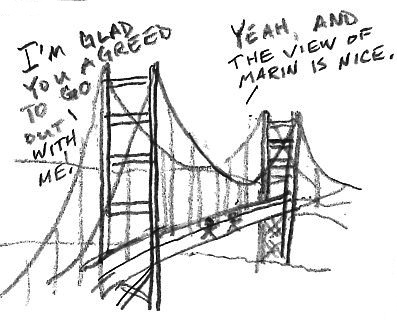 I'M GLAD
YOU AGREED
TO GO
OUT
WITH
ME.
YEAH, AND
THE VIEW OF
MARIN IS NICE.